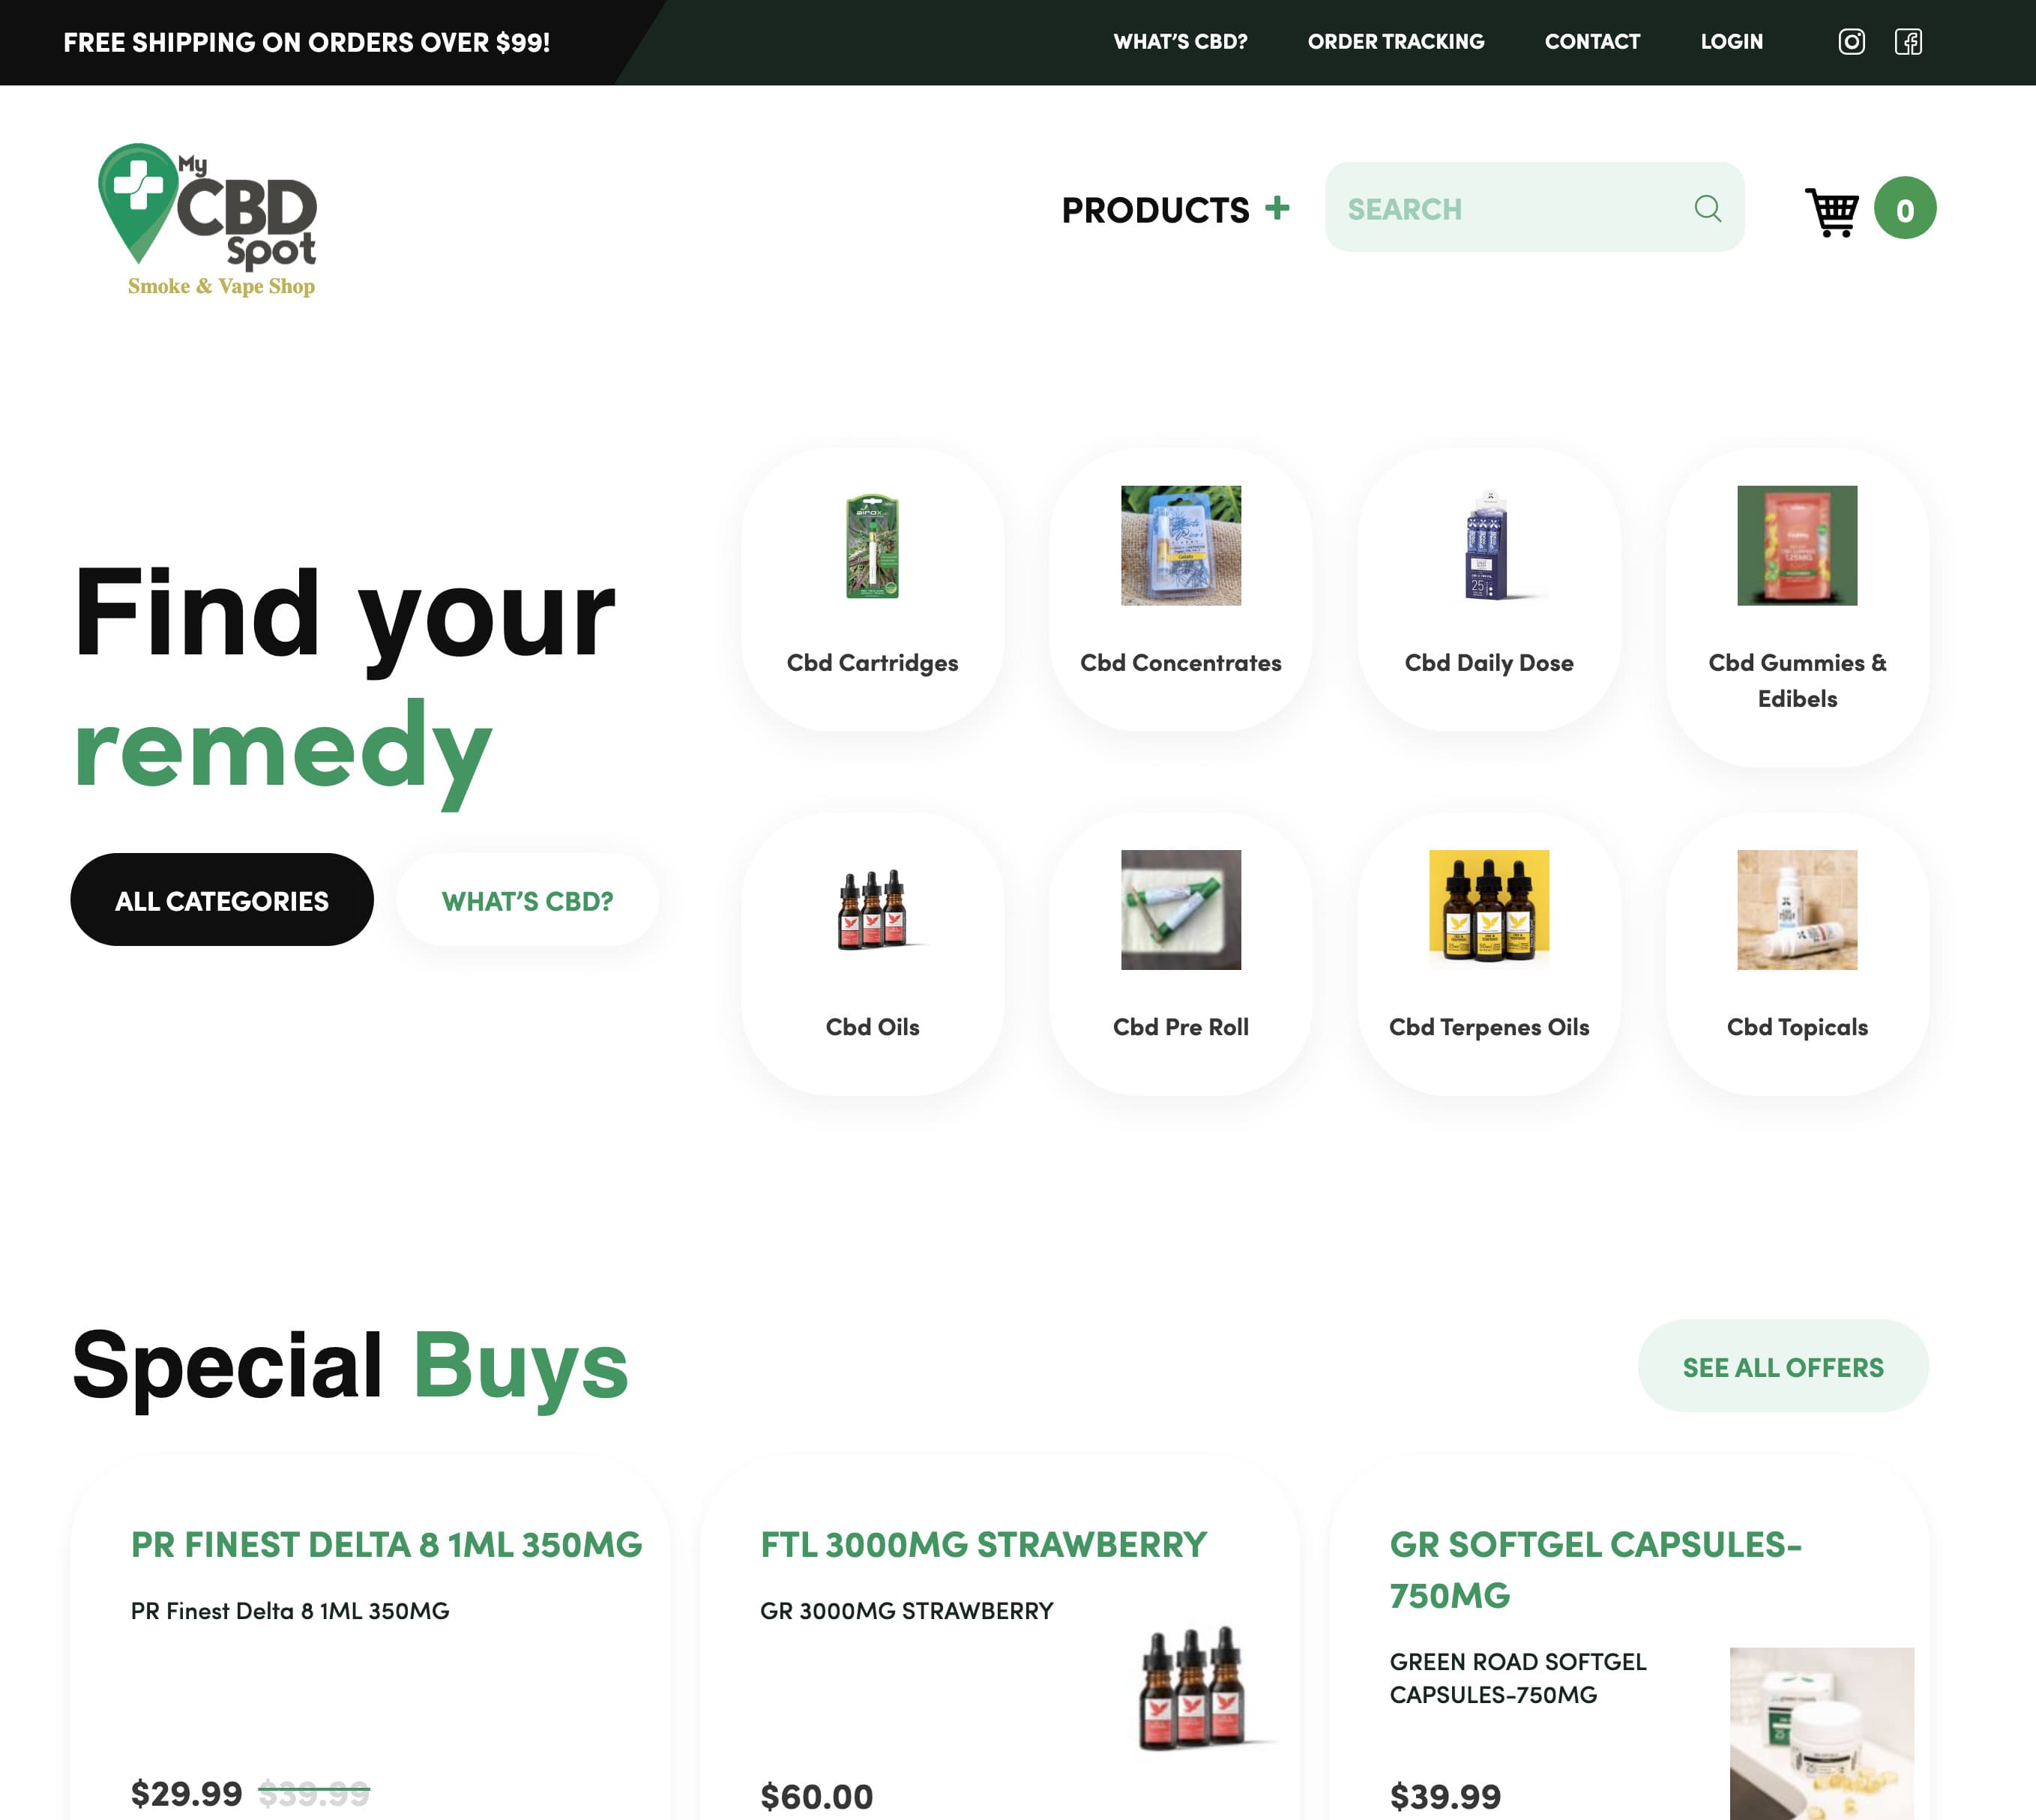 FREE SHIPPING ON ORDERS OVER $99!
WHAT'S CBD? ORDER TRACKING CONTACT LOGIN
My
CBD
Spot
Smoke & Vape Shop
PRODUCTS + SEARCH 0
Find your
remedy
ALL CATEGORIES WHAT'S CBD?
Cbd Cartridges Cbd Concentrates Cbd Daily Dose Cbd Gummies &
Edibels
Cbd Oils Cbd Pre Roll Cbd Terpenes Oils Cbd Topicals
Special Buys
SEE ALL OFFERS
PR FINEST DELTA 8 1ML 350MG
PR Finest Delta 8 1ML 350MG
$29.99 $39.99
FTL 3000MG STRAWBERRY
GR 3000MG STRAWBERRY
$60.00
GR SOFTGEL CAPSULES-
750MG
GREEN ROAD SOFTGEL
CAPSULES-750MG
$39.99